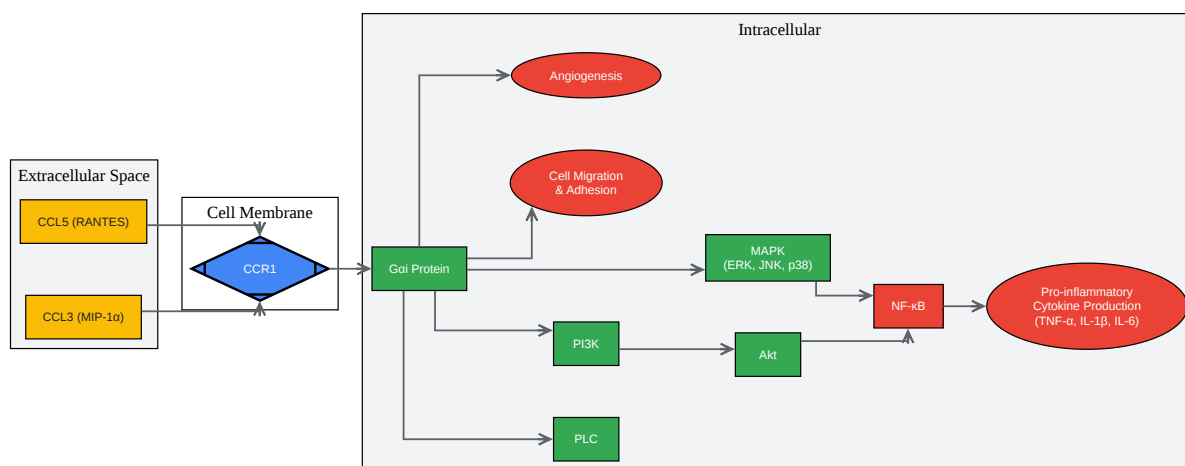 Intracellular
Angiogenesis
Extracellular Space
CCL5 (RANTES)
CCL3 (MIP-1α)
Cell Membrane
CCR1
Cell Migration
& Adhesion
Gαi Protein
MAPK
(ERK, JNK, p38)
PI3K
Akt
PLC
NF-κB
Pro-inflammatory
Cytokine Production
(TNF-α, IL-1β, IL-6)